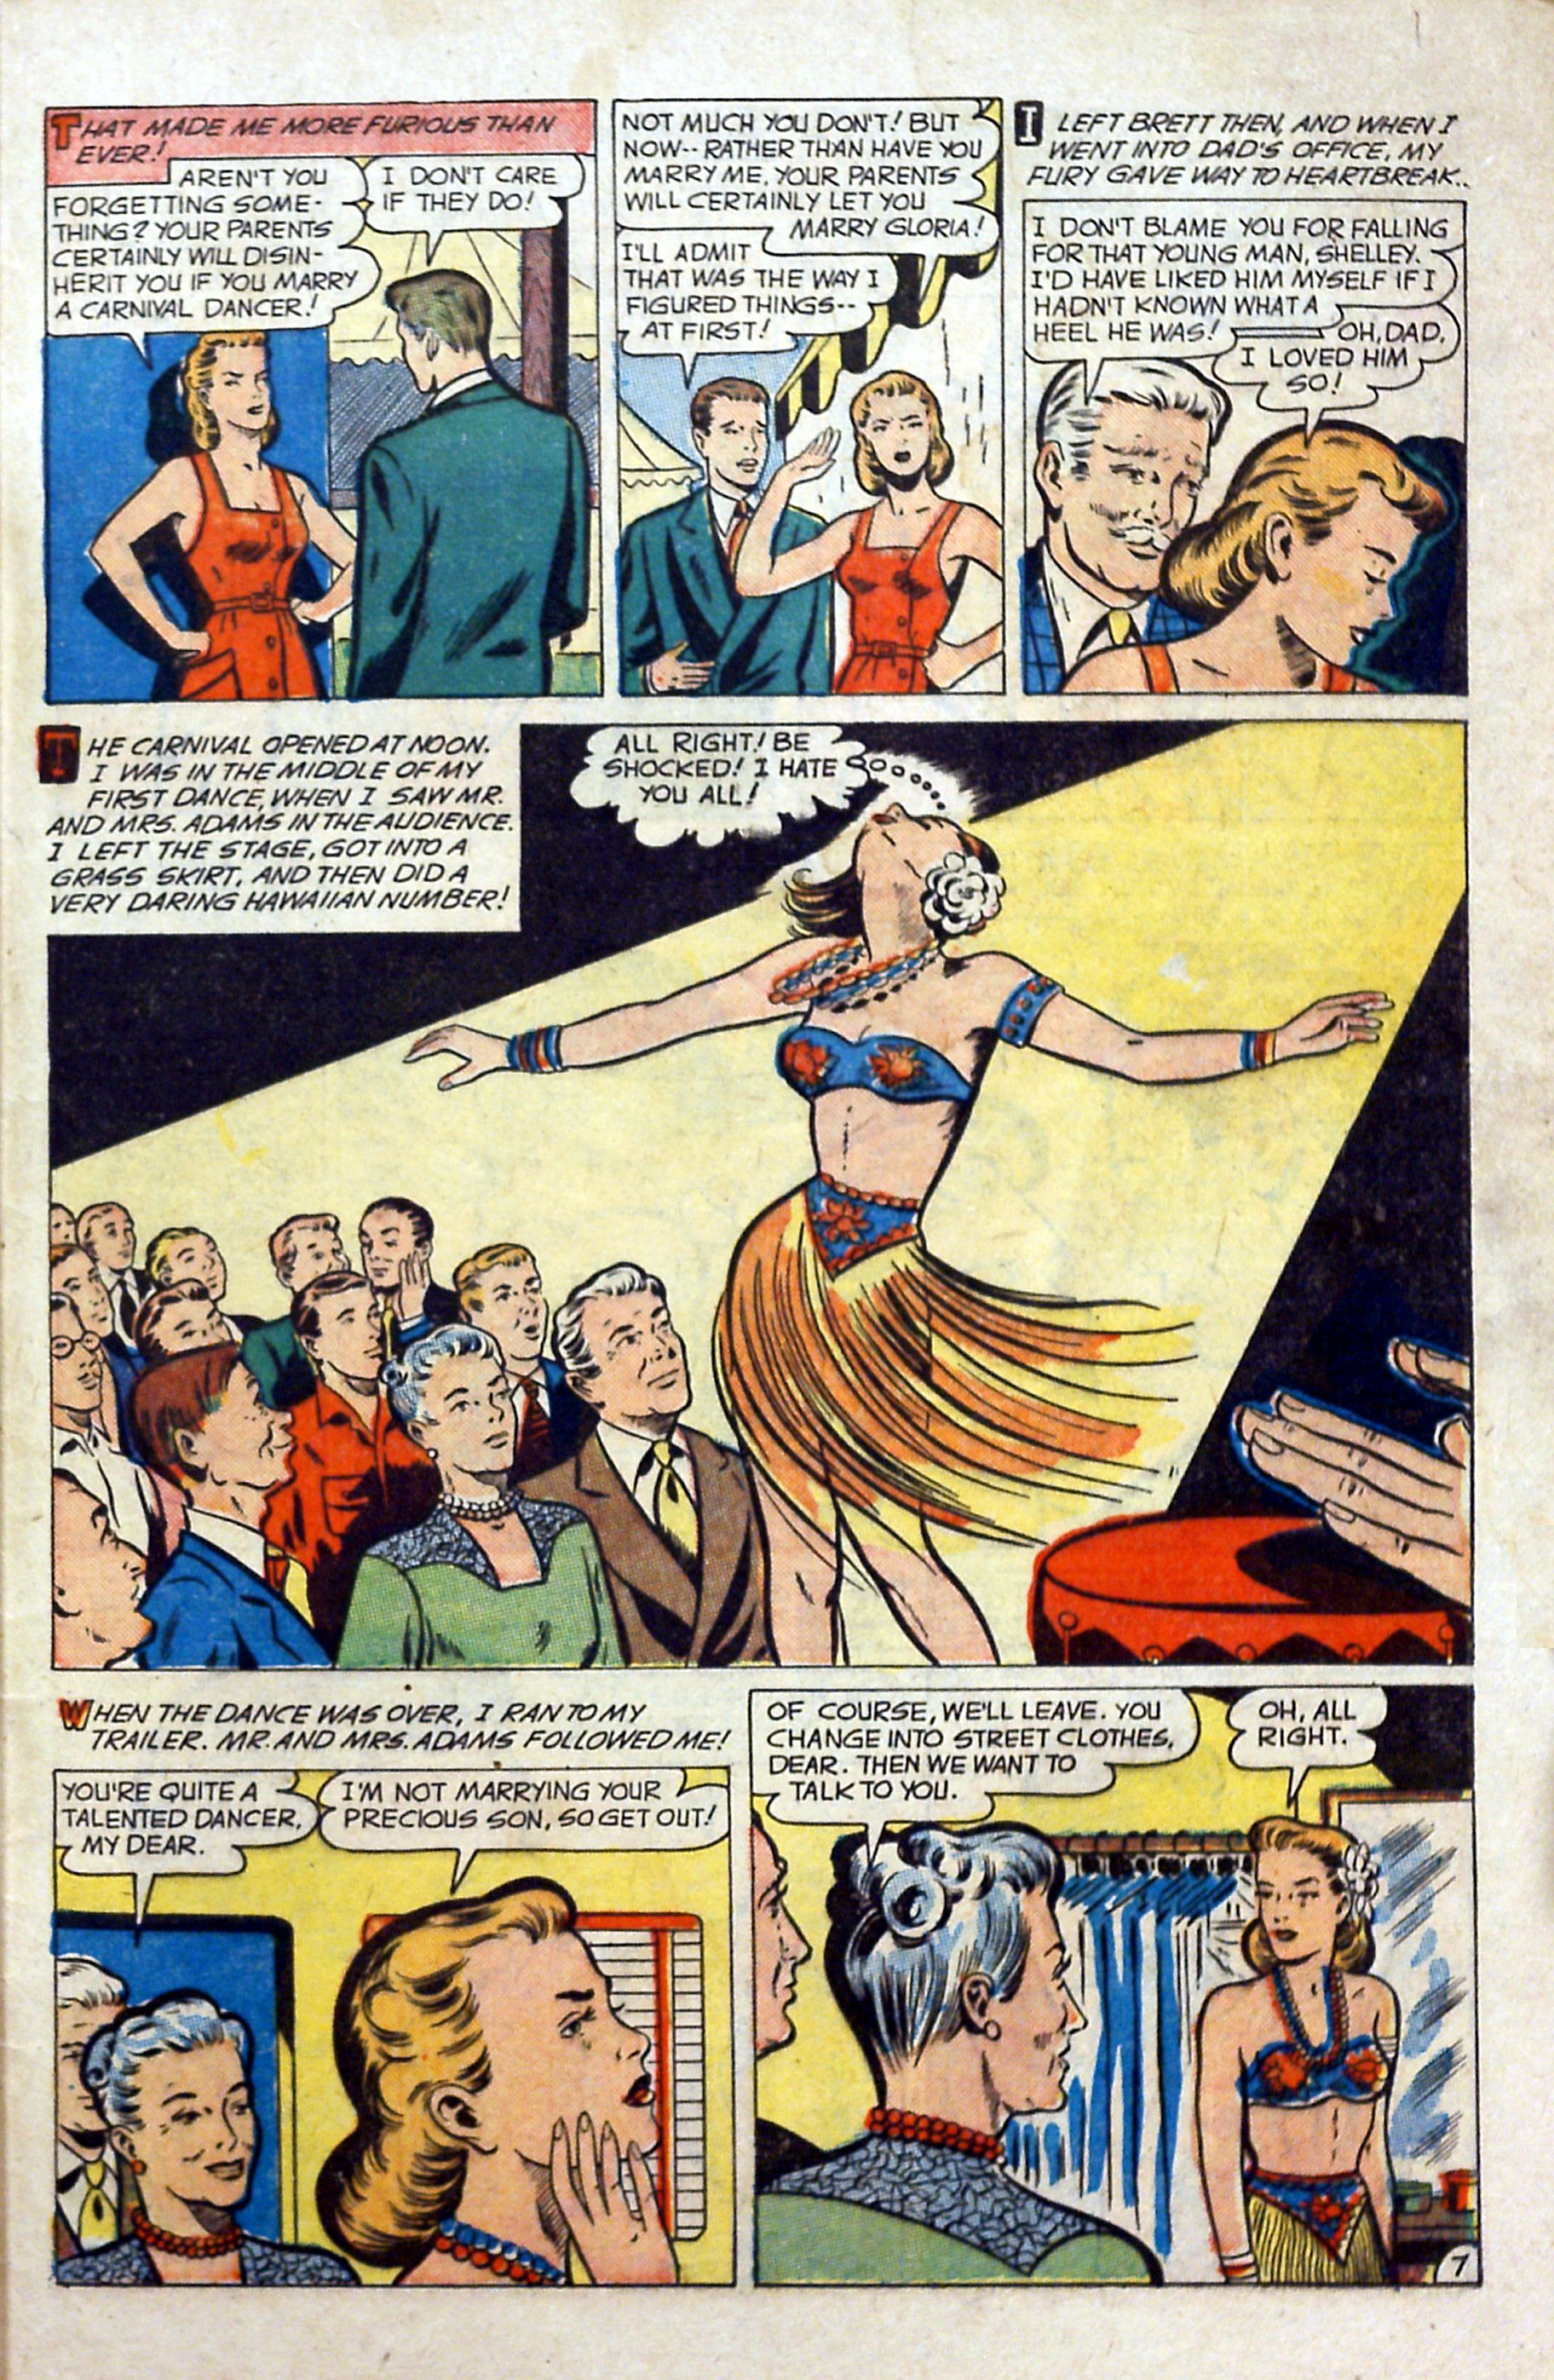 THAT MADE ME MORE FURIOUS THAN
EVER!
AREN'T YOU
FORGETTING SOME-
THING? YOUR PARENTS
CERTAINLY WILL DISIN-
HERIT YOU IF YOU MARRY
A CARNIVAL DANCER!
I DON'T CARE
IF THEY DO!
NOT MUCH YOU DON'T! BUT
NOW-- RATHER THAN HAVE YOU
MARRY ME, YOUR PARENTS
WILL CERTAINLY LET YOU
MARRY GLORIA!
I'LL ADMIT
THAT WAS THE WAY I
FIGURED THINGS--
AT FIRST!
I LEFT BRETT THEN, AND WHEN I
WENT INTO DAD'S OFFICE, MY
FURY GAVE WAY TO HEARTBREAK..
I DON'T BLAME YOU FOR FALLING
FOR THAT YOUNG MAN, SHELLEY.
I'D HAVE LIKED HIM MYSELF IF I
HADN'T KNOWN WHAT A
HEEL HE WAS!
OH, DAD,
I LOVED HIM
SO!
THE CARNIVAL OPENED AT NOON.
I WAS IN THE MIDDLE OF MY
FIRST DANCE, WHEN I SAW MR.
AND MRS. ADAMS IN THE AUDIENCE.
I LEFT THE STAGE, GOT INTO A
GRASS SKIRT, AND THEN DID A
VERY DARING HAWAIIAN NUMBER!
ALL RIGHT! BE
SHOCKED! I HATE
YOU ALL!
WHEN THE DANCE WAS OVER, I RAN TO MY
TRAILER. MR. AND MRS. ADAMS FOLLOWED ME!
YOU'RE QUITE A
TALENTED DANCER,
MY DEAR.
I'M NOT MARRYING YOUR
PRECIOUS SON, SO GET OUT!
OF COURSE, WE'LL LEAVE. YOU
CHANGE INTO STREET CLOTHES,
DEAR. THEN WE WANT TO
TALK TO YOU.
OH, ALL
RIGHT.
7